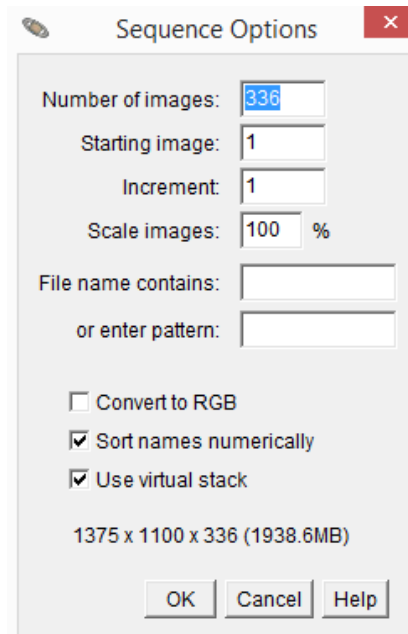 Sequence Options
Number of images: 336
Starting image: 1
Increment: 1
Scale images: 100 %
File name contains:
or enter pattern:
Convert to RGB
Sort names numerically
Use virtual stack
1375 x 1100 x 336 (1938.6MB)
OK Cancel Help